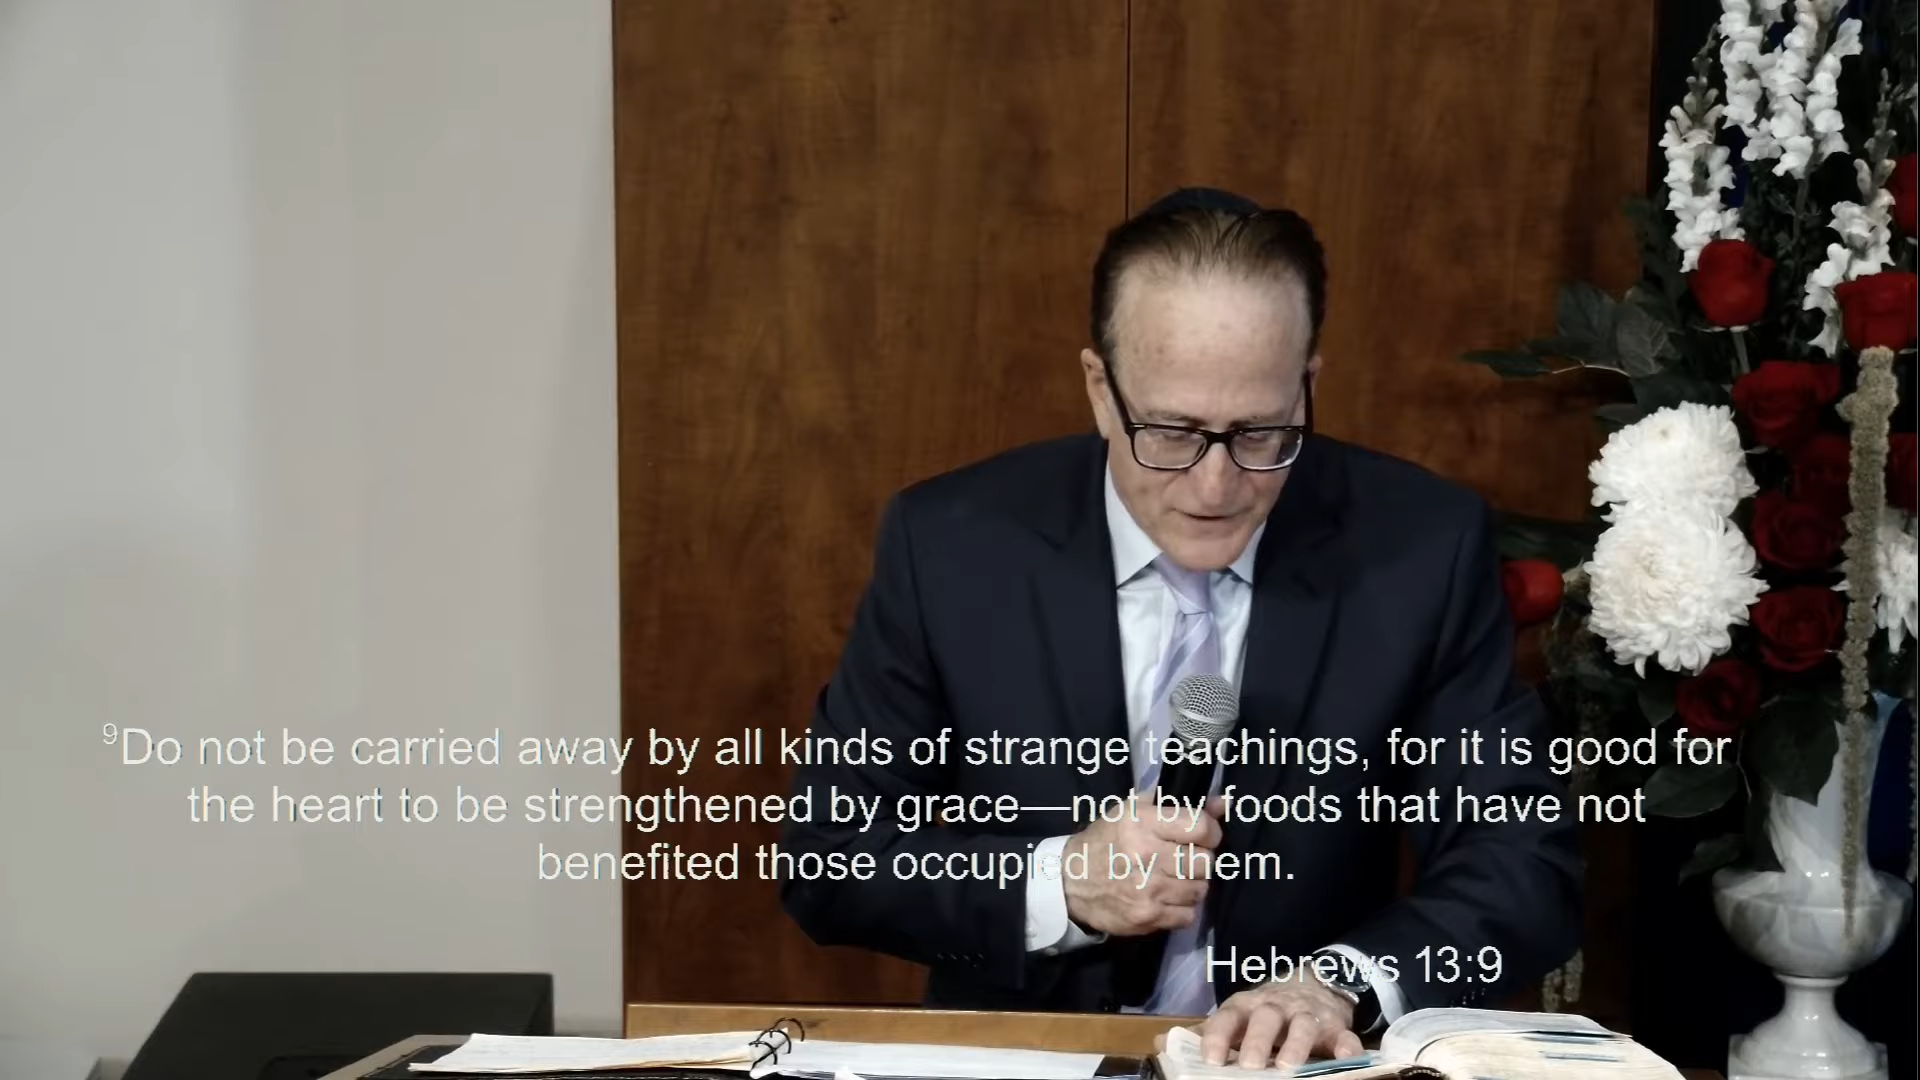 ⁹Do not be carried away by all kinds of strange teachings, for it is good for
the heart to be strengthened by grace—not by foods that have not
benefited those occupied by them.
Hebrews 13:9